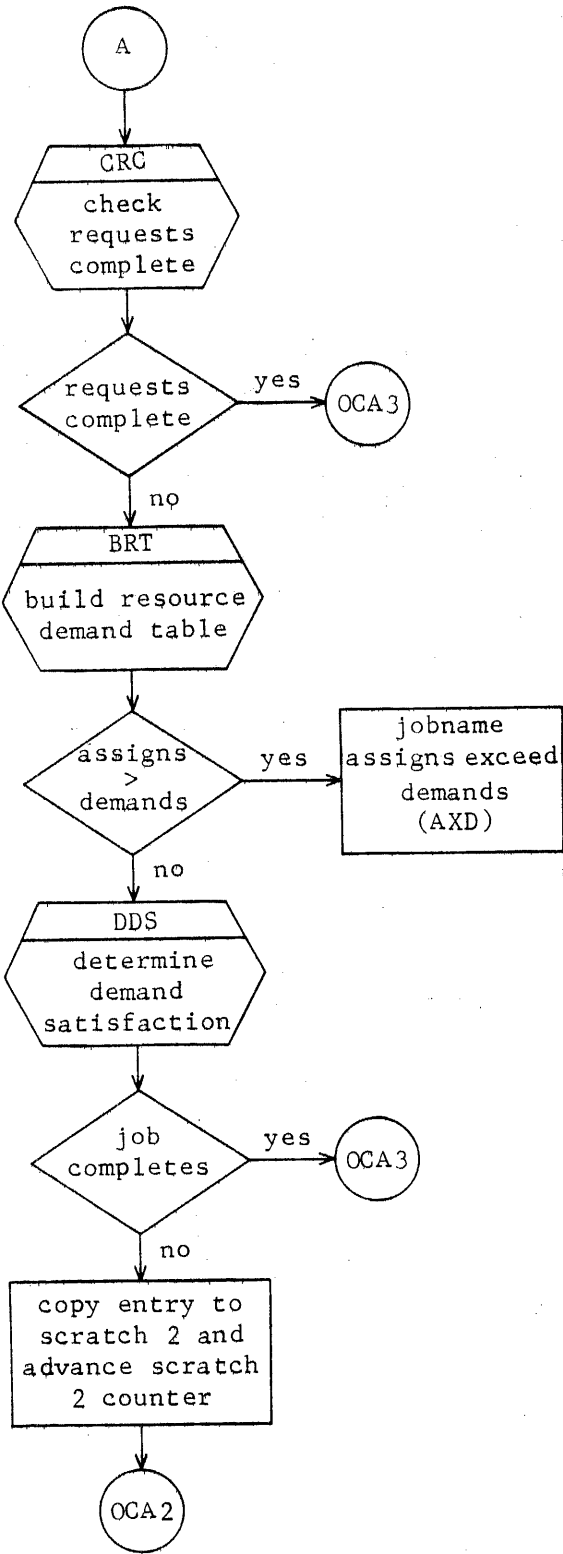 A
CRC
check
requests
complete
requests
complete
yes
OCA3
no
BRT
build resource
demand table
assigns
>
demands
yes
jobname
assigns exceed
demands
(AXD)
no
DDS
determine
demand
satisfaction
job
completes
yes
OCA3
no
copy entry to
scratch 2 and
advance scratch
2 counter
OCA2